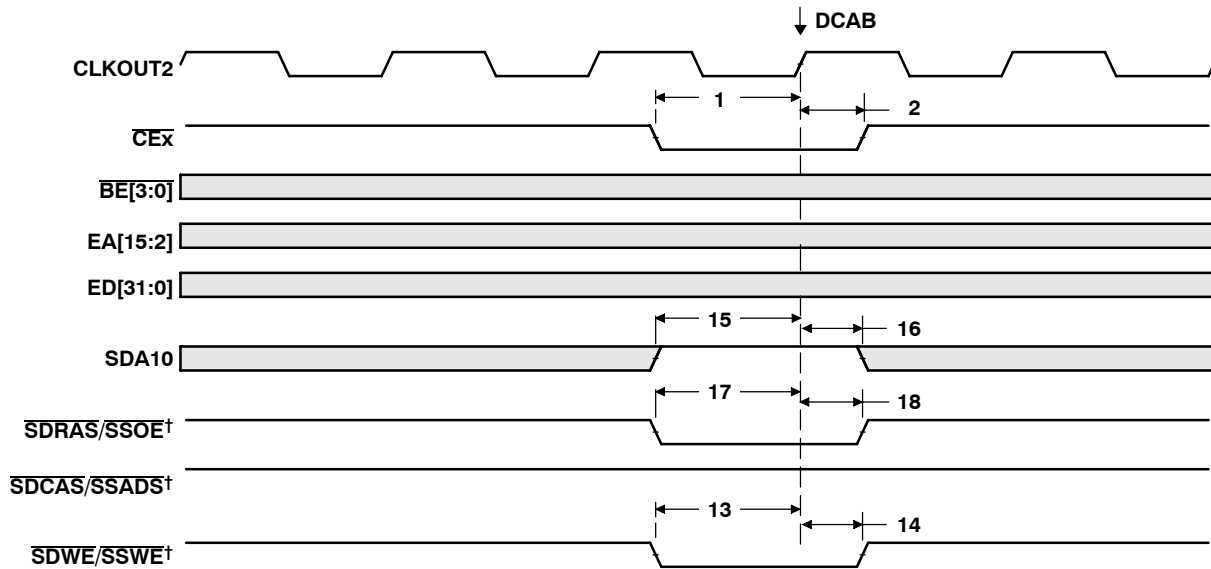 DCAB
CLKOUT2
1
2
CEx
BE[3:0]
EA[15:2]
ED[31:0]
15
16
SDA10
17
18
SDRAS/SSOE†
SDCAS/SSADS†
13
14
SDWE/SSWE†